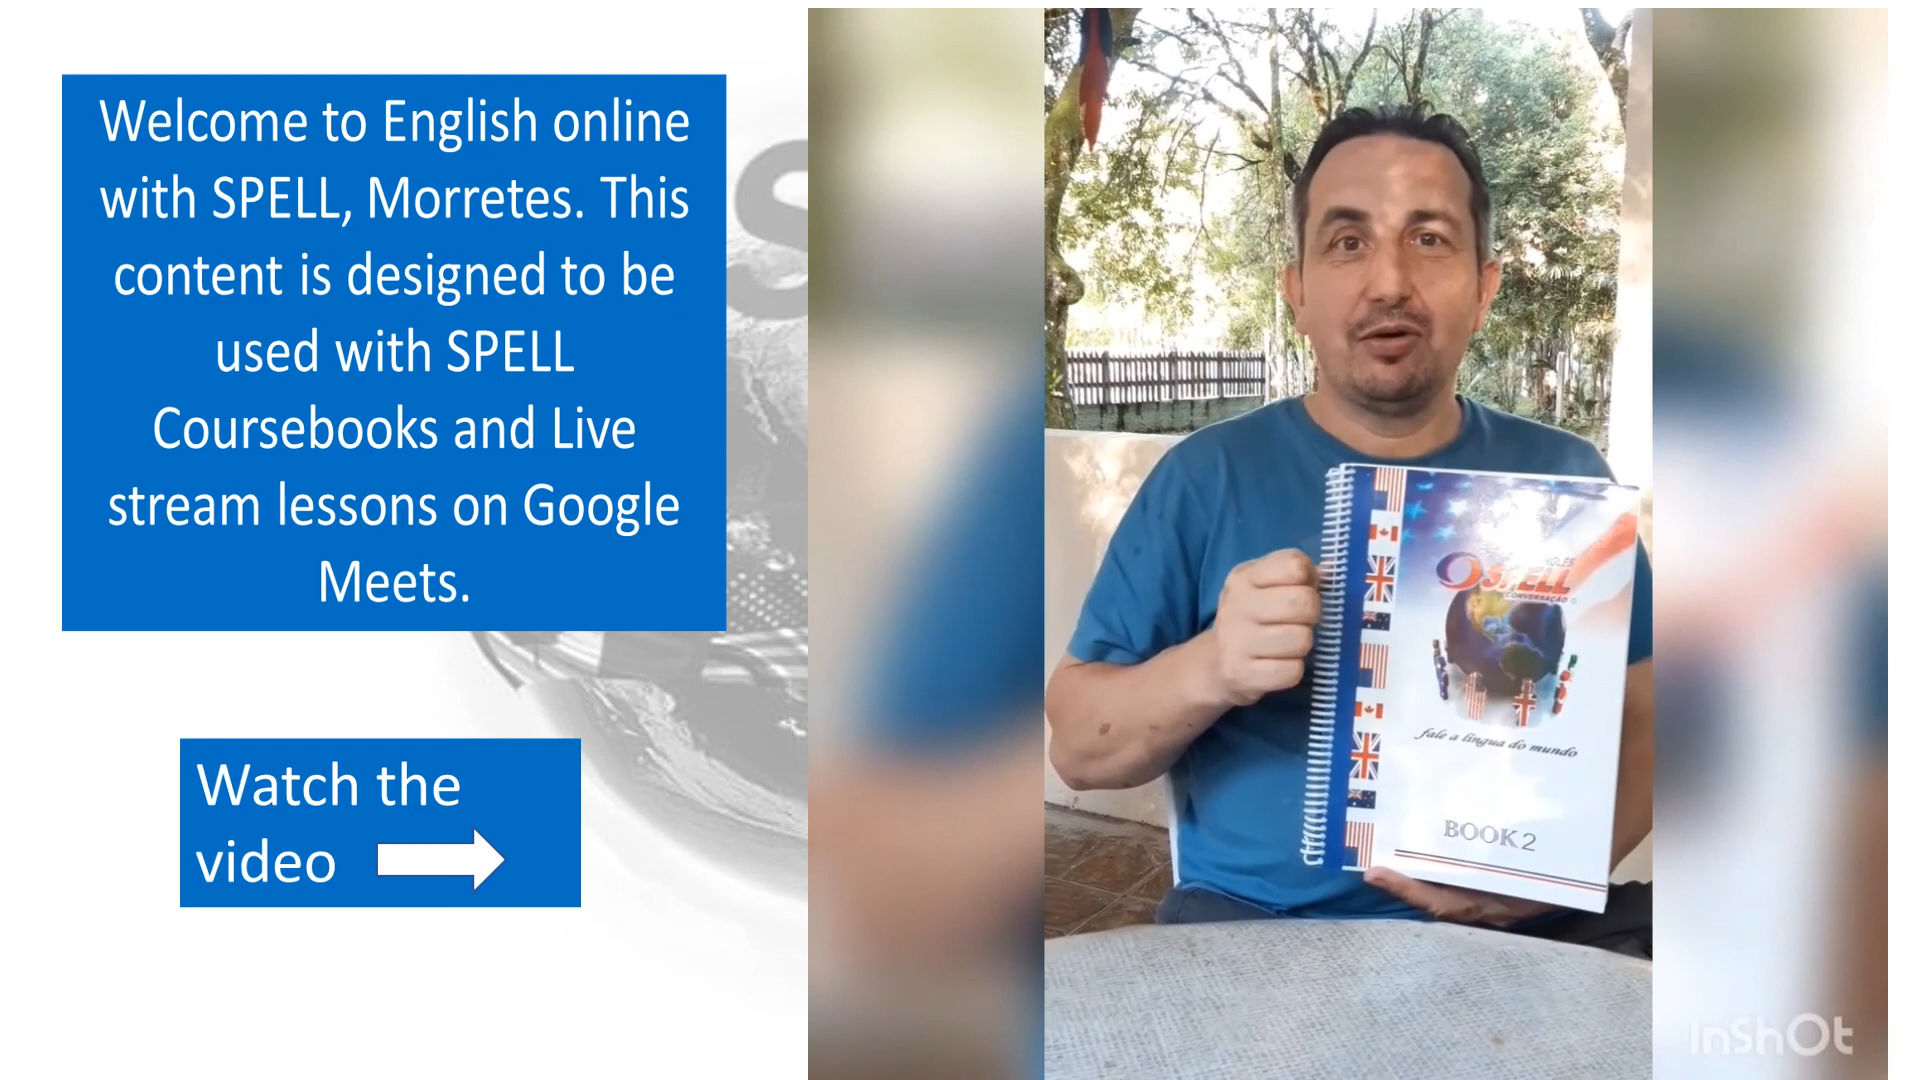 Welcome to English online
with SPELL, Morretes. This
content is designed to be
used with SPELL
Coursebooks and Live
stream lessons on Google
Meets.
Watch the
video
SPELL
CONVERSAÇÃO
fale a língua do mundo
BOOK 2
InShOt